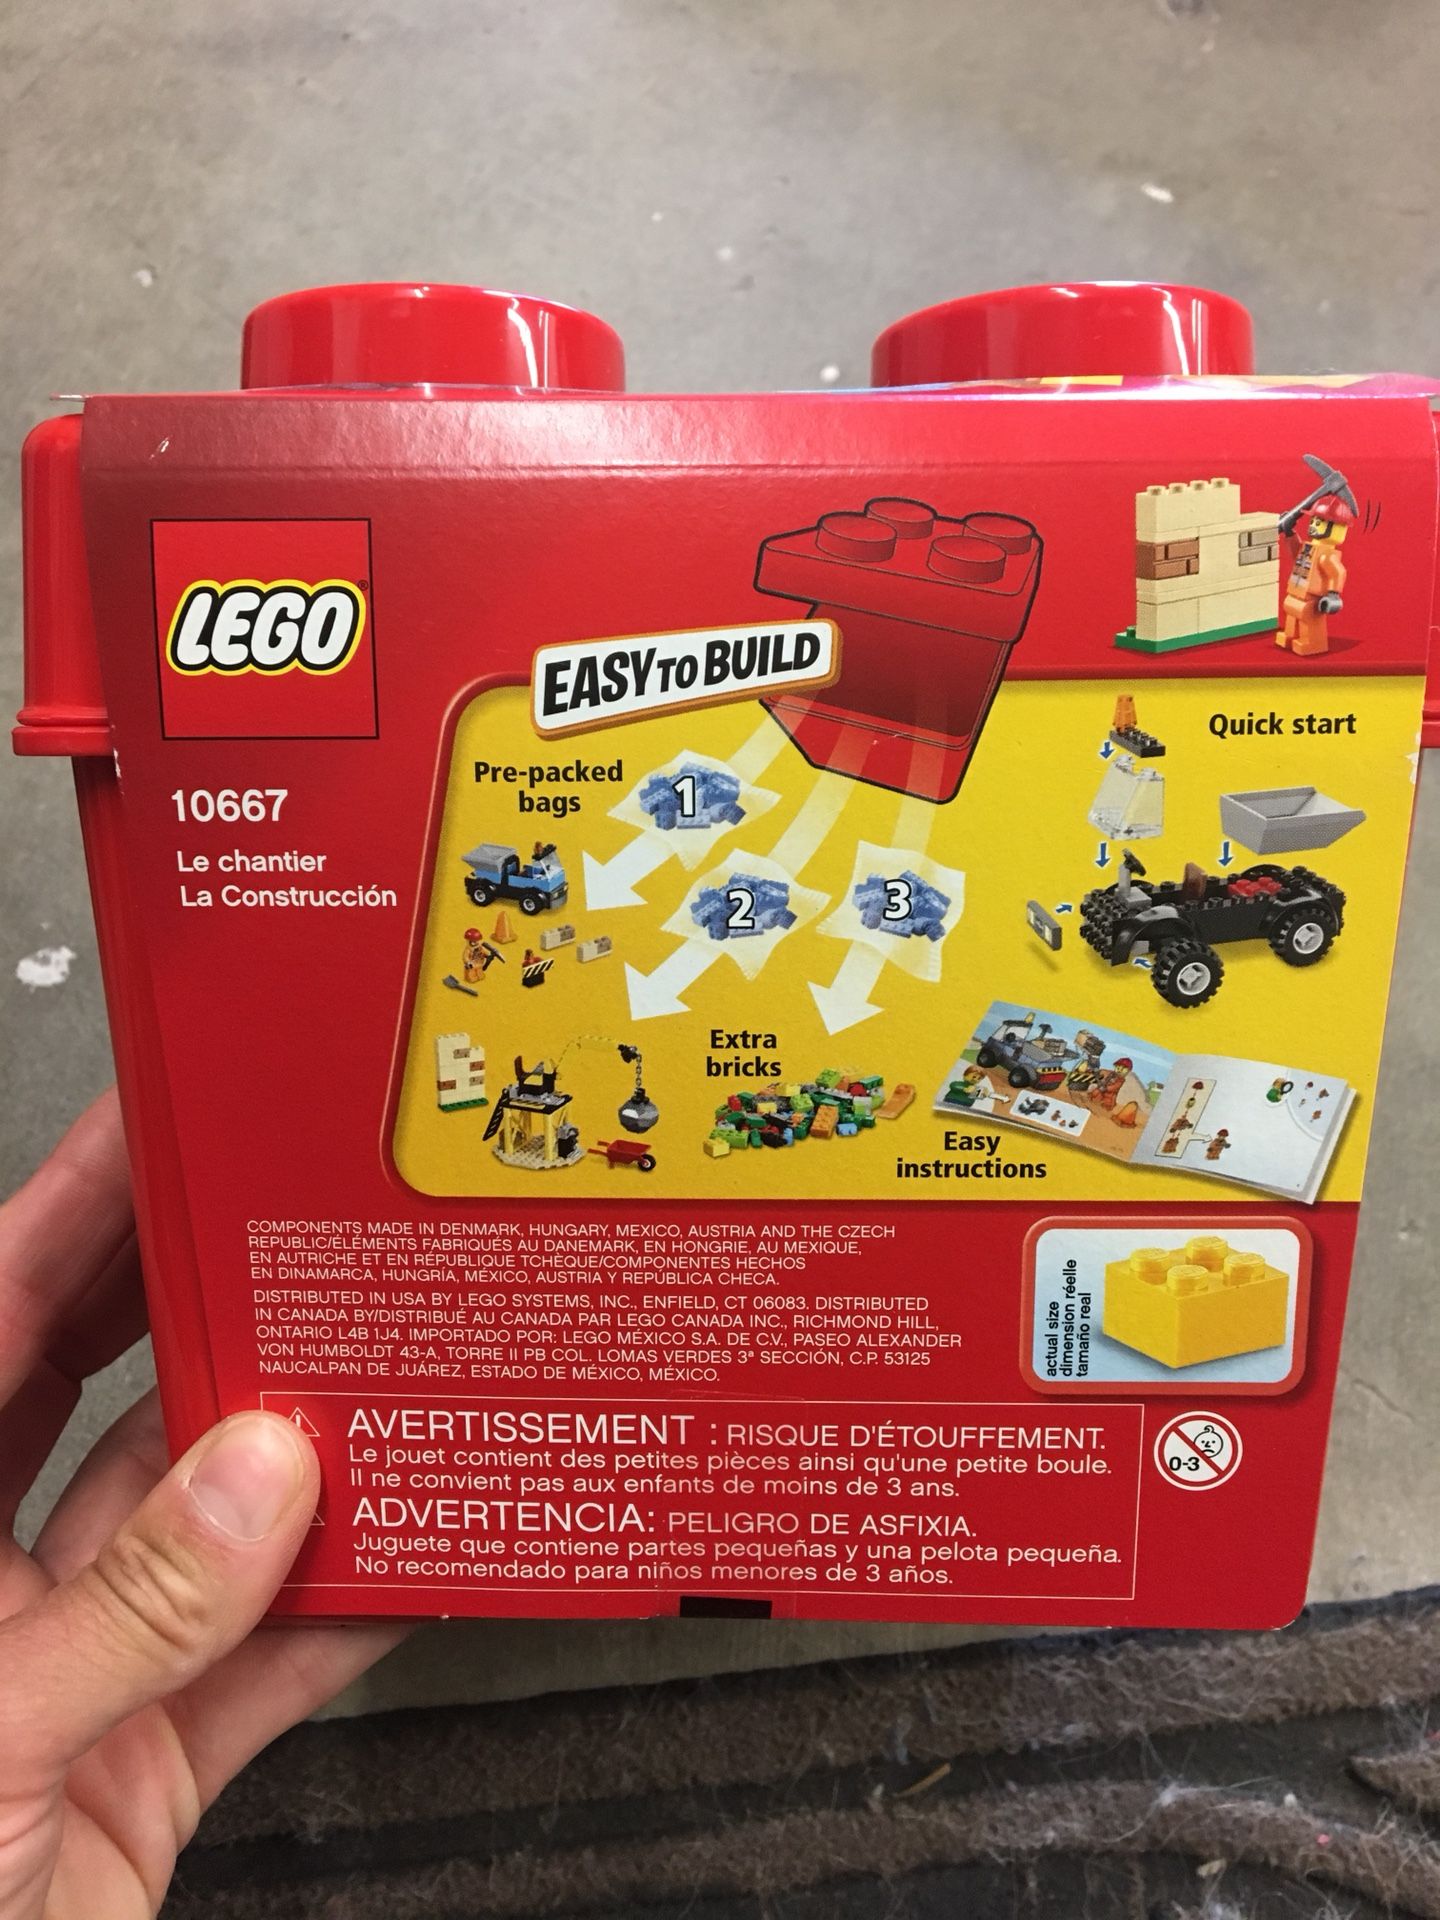 LEGO®
EASY TO BUILD
10667
Le chantier
La Construcción
Pre-packed
bags
1
2
3
Quick start
Extra
bricks
Easy
instructions
COMPONENTS MADE IN DENMARK, HUNGARY, MEXICO, AUSTRIA AND THE CZECH
REPUBLIC/ÉLÉMENTS FABRIQUÉS AU DANEMARK, EN HONGRIE, AU MEXIQUE,
EN AUTRICHE ET EN RÉPUBLIQUE TCHÈQUE/COMPONENTES HECHOS
EN DINAMARCA, HUNGRÍA, MÉXICO, AUSTRIA Y REPÚBLICA CHECA.
DISTRIBUTED IN USA BY LEGO SYSTEMS, INC., ENFIELD, CT 06083. DISTRIBUTED
IN CANADA BY/DISTRIBUÉ AU CANADA PAR LEGO CANADA INC., RICHMOND HILL,
ONTARIO L4B 1J4. IMPORTADO POR: LEGO MÉXICO S.A. DE C.V., PASEO ALEXANDER
VON HUMBOLDT 43-A, TORRE II PB COL. LOMAS VERDES 3ª SECCIÓN, C.P. 53125
NAUCALPAN DE JUÁREZ, ESTADO DE MÉXICO, MÉXICO.
actual size
dimension réelle
tamaño real
AVERTISSEMENT : RISQUE D'ÉTOUFFEMENT.
Le jouet contient des petites pièces ainsi qu'une petite boule.
Il ne convient pas aux enfants de moins de 3 ans.
ADVERTENCIA: PELIGRO DE ASFIXIA.
Juguete que contiene partes pequeñas y una pelota pequeña.
No recomendado para niños menores de 3 años.
0-3